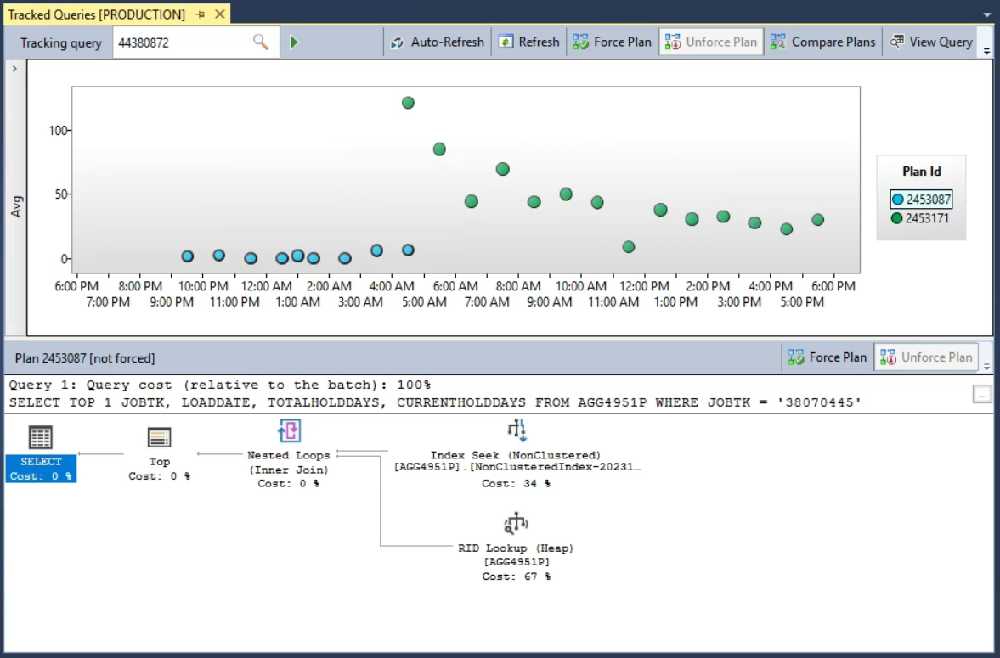 Tracked Queries [PRODUCTION]
Tracking query 44380872 Auto-Refresh Refresh Force Plan Unforce Plan Compare Plans View Query
Avg
100
50
0
6:00 PM 8:00 PM 10:00 PM 12:00 AM 2:00 AM 4:00 AM 6:00 AM 8:00 AM 10:00 AM 12:00 PM 2:00 PM 4:00 PM 6:00 PM
7:00 PM 9:00 PM 11:00 PM 1:00 AM 3:00 AM 5:00 AM 7:00 AM 9:00 AM 11:00 AM 1:00 PM 3:00 PM 5:00 PM
Plan Id
2453087
2453171
Plan 2453087 [not forced] Force Plan Unforce Plan
Query 1: Query cost (relative to the batch): 100%
SELECT TOP 1 JOBTK, LOADDATE, TOTALHOLDDAYS, CURRENTHOLDDAYS FROM AGG4951P WHERE JOBTK = '38070445'
...
SELECT
Cost: 0 %
Top
Cost: 0 %
Nested Loops
(Inner Join)
Cost: 0 %
Index Seek (NonClustered)
[AGG4951P].[NonClusteredIndex-20231…
Cost: 34 %
RID Lookup (Heap)
[AGG4951P]
Cost: 67 %